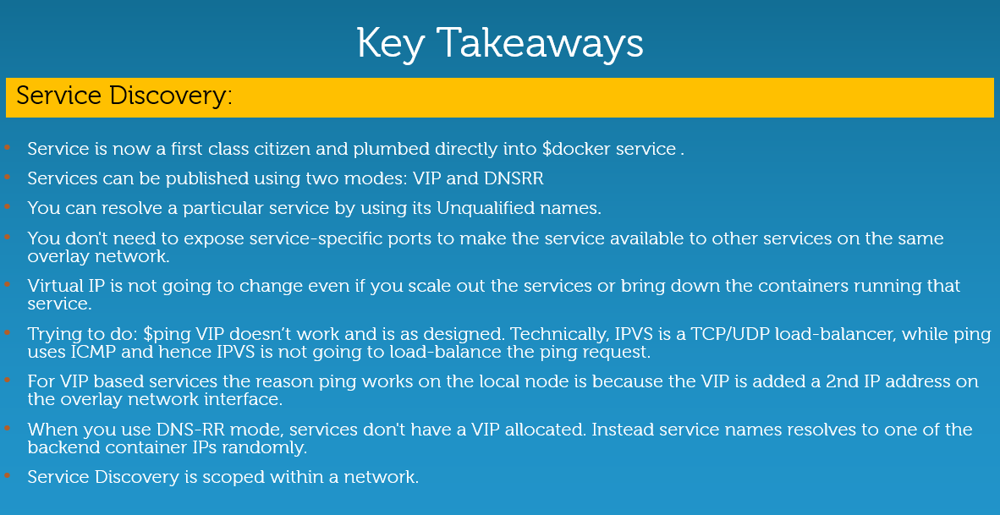 Key Takeaways
Service Discovery:
Service is now a first class citizen and plumbed directly into $docker service .
Services can be published using two modes: VIP and DNSRR
You can resolve a particular service by using its Unqualified names.
You don't need to expose service-specific ports to make the service available to other services on the same
overlay network.
Virtual IP is not going to change even if you scale out the services or bring down the containers running that
service.
Trying to do: $ping VIP doesn’t work and is as designed. Technically, IPVS is a TCP/UDP load-balancer, while ping
uses ICMP and hence IPVS is not going to load-balance the ping request.
For VIP based services the reason ping works on the local node is because the VIP is added a 2nd IP address on
the overlay network interface.
When you use DNS-RR mode, services don't have a VIP allocated. Instead service names resolves to one of the
backend container IPs randomly.
Service Discovery is scoped within a network.